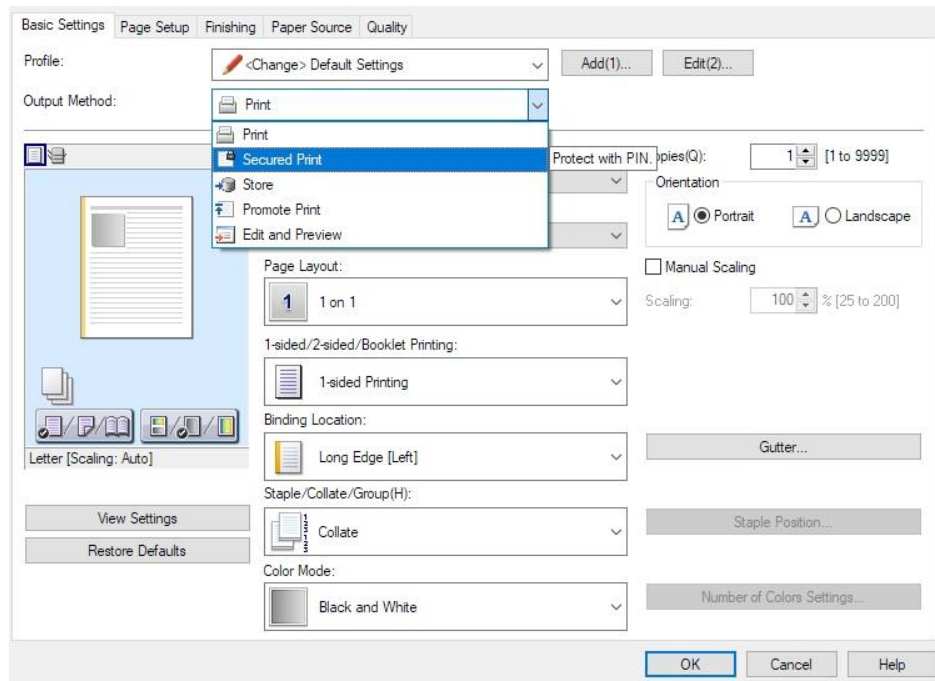 Basic Settings Page Setup Finishing Paper Source Quality
Profile: <Change> Default Settings Add(1)... Edit(2)...
Output Method: Print
Print
Secured Print Protect with PIN. opies(Q): 1 [1 to 9999]
Store
Orientation
Promote Print
A Portrait A Landscape
Edit and Preview
Page Layout:
Manual Scaling
1 1 on 1
Scaling: 100 % [25 to 200]
1-sided/2-sided/Booklet Printing:
1-sided Printing
Binding Location:
Long Edge [Left]
Gutter...
Letter [Scaling: Auto]
Staple/Collate/Group(H):
View Settings
Collate
Staple Position...
Restore Defaults
Color Mode:
Black and White
Number of Colors Settings...
OK Cancel Help